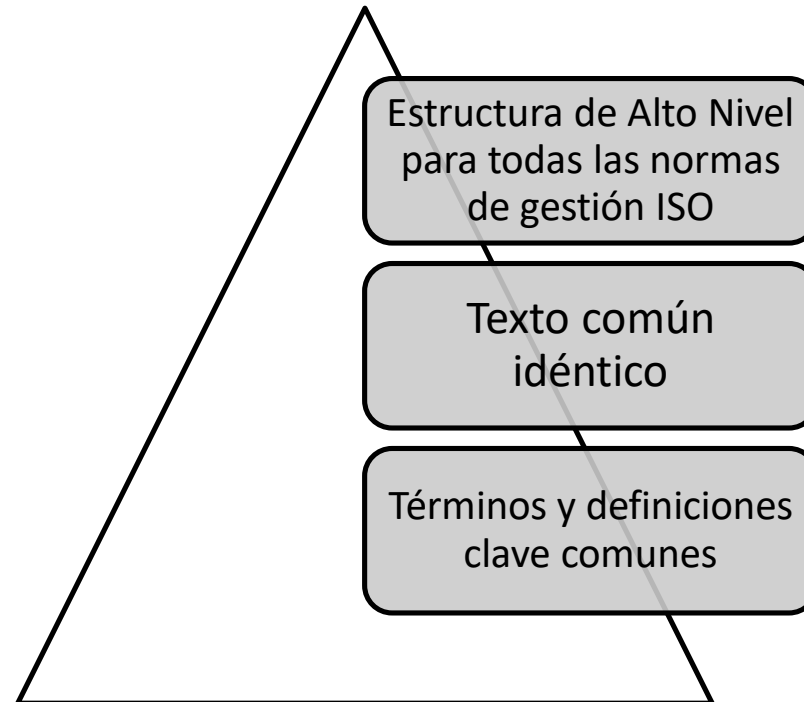 Estructura de Alto Nivel
para todas las normas
de gestión ISO
Texto común
idéntico
Términos y definiciones
clave comunes